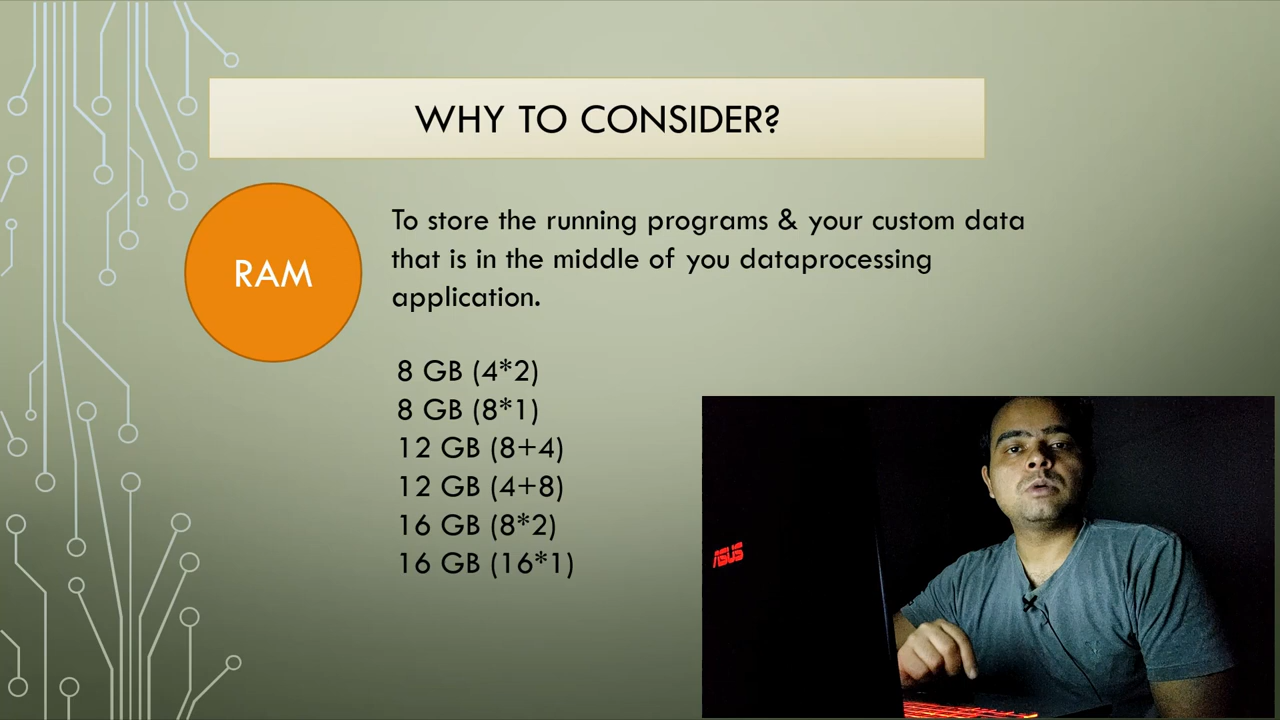 WHY TO CONSIDER?
RAM
To store the running programs & your custom data
that is in the middle of you dataprocessing
application.
8 GB (4*2)
8 GB (8*1)
12 GB (8+4)
12 GB (4+8)
16 GB (8*2)
16 GB (16*1)
ASUS